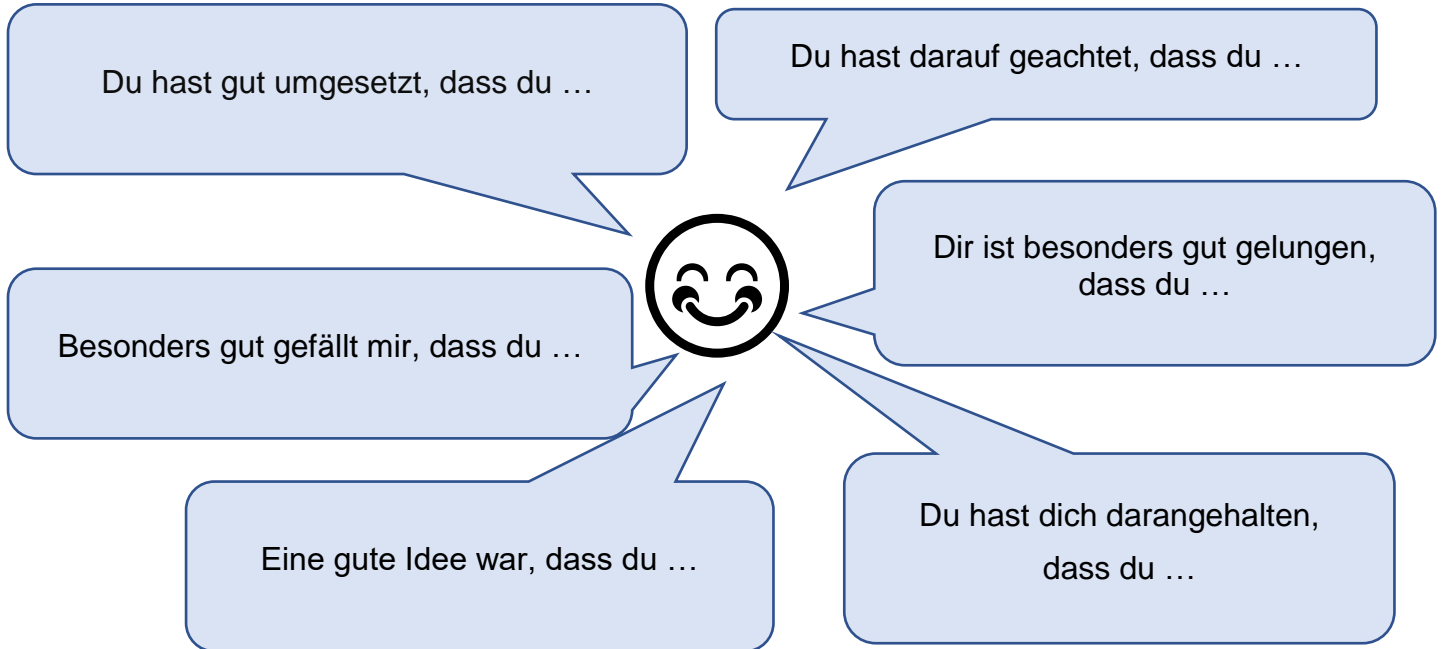 Du hast gut umgesetzt, dass du …
Du hast darauf geachtet, dass du …
Dir ist besonders gut gelungen,
dass du …
Besonders gut gefällt mir, dass du …
Eine gute Idee war, dass du …
Du hast dich darangehalten,
dass du …